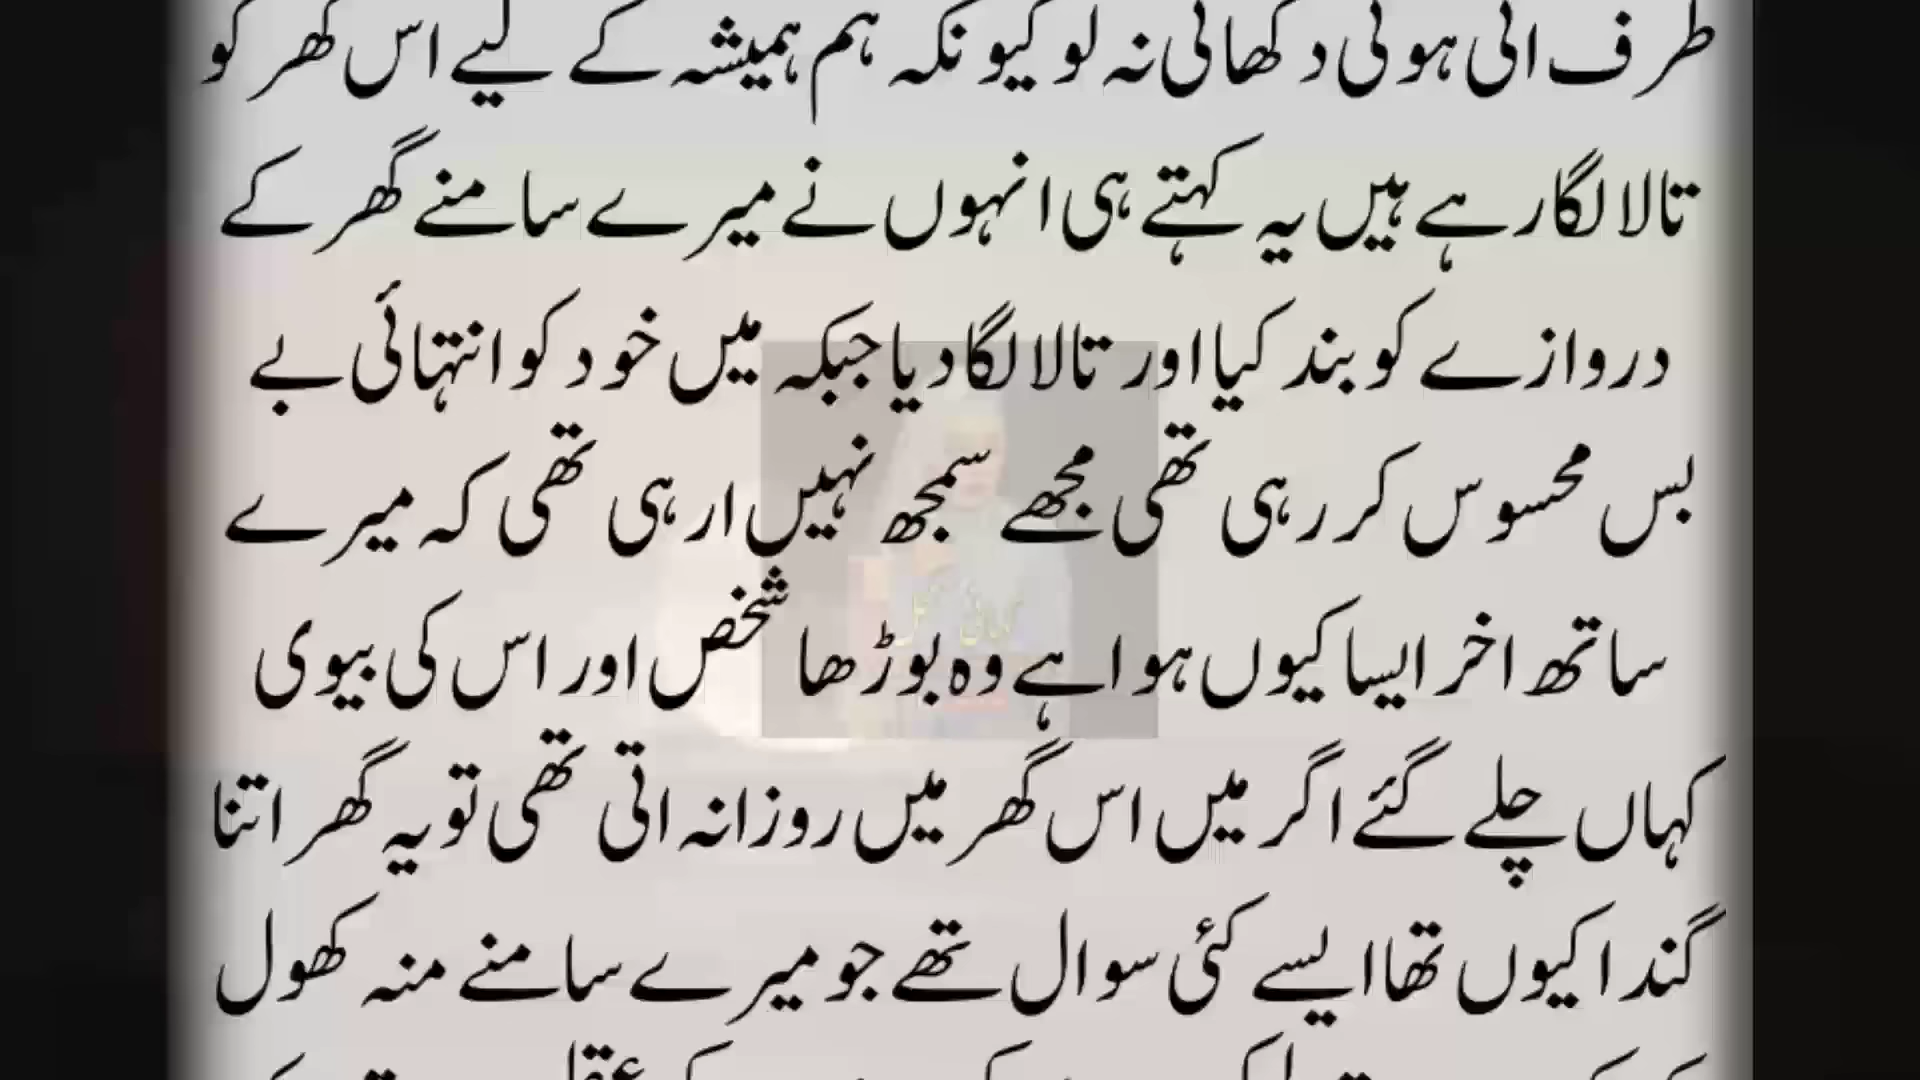 طرف اتی ہوئی دکھائی نہ لو کیونکہ ہم ہمیشہ کے لیے اس گھر کو
تالا لگا رہے ہیں یہ کہتے ہی انہوں نے میرے سامنے گھر کے
دروازے کو بند کیا اور تالا لگا دیا جبکہ میں خود کو انتہائی بے
بس محسوس کر رہی تھی مجھے سمجھ نہیں ارہی تھی کہ میرے
ساتھ اخر ایسا کیوں ہوا ہے وہ بوڑھا شخص اور اس کی بیوی
کہاں چلے گئے اگر میں اس گھر میں روزانہ اتی تھی تو یہ گھر اتنا
گندا کیوں تھا ایسے کئی سوال تھے جو میرے سامنے منہ کھول